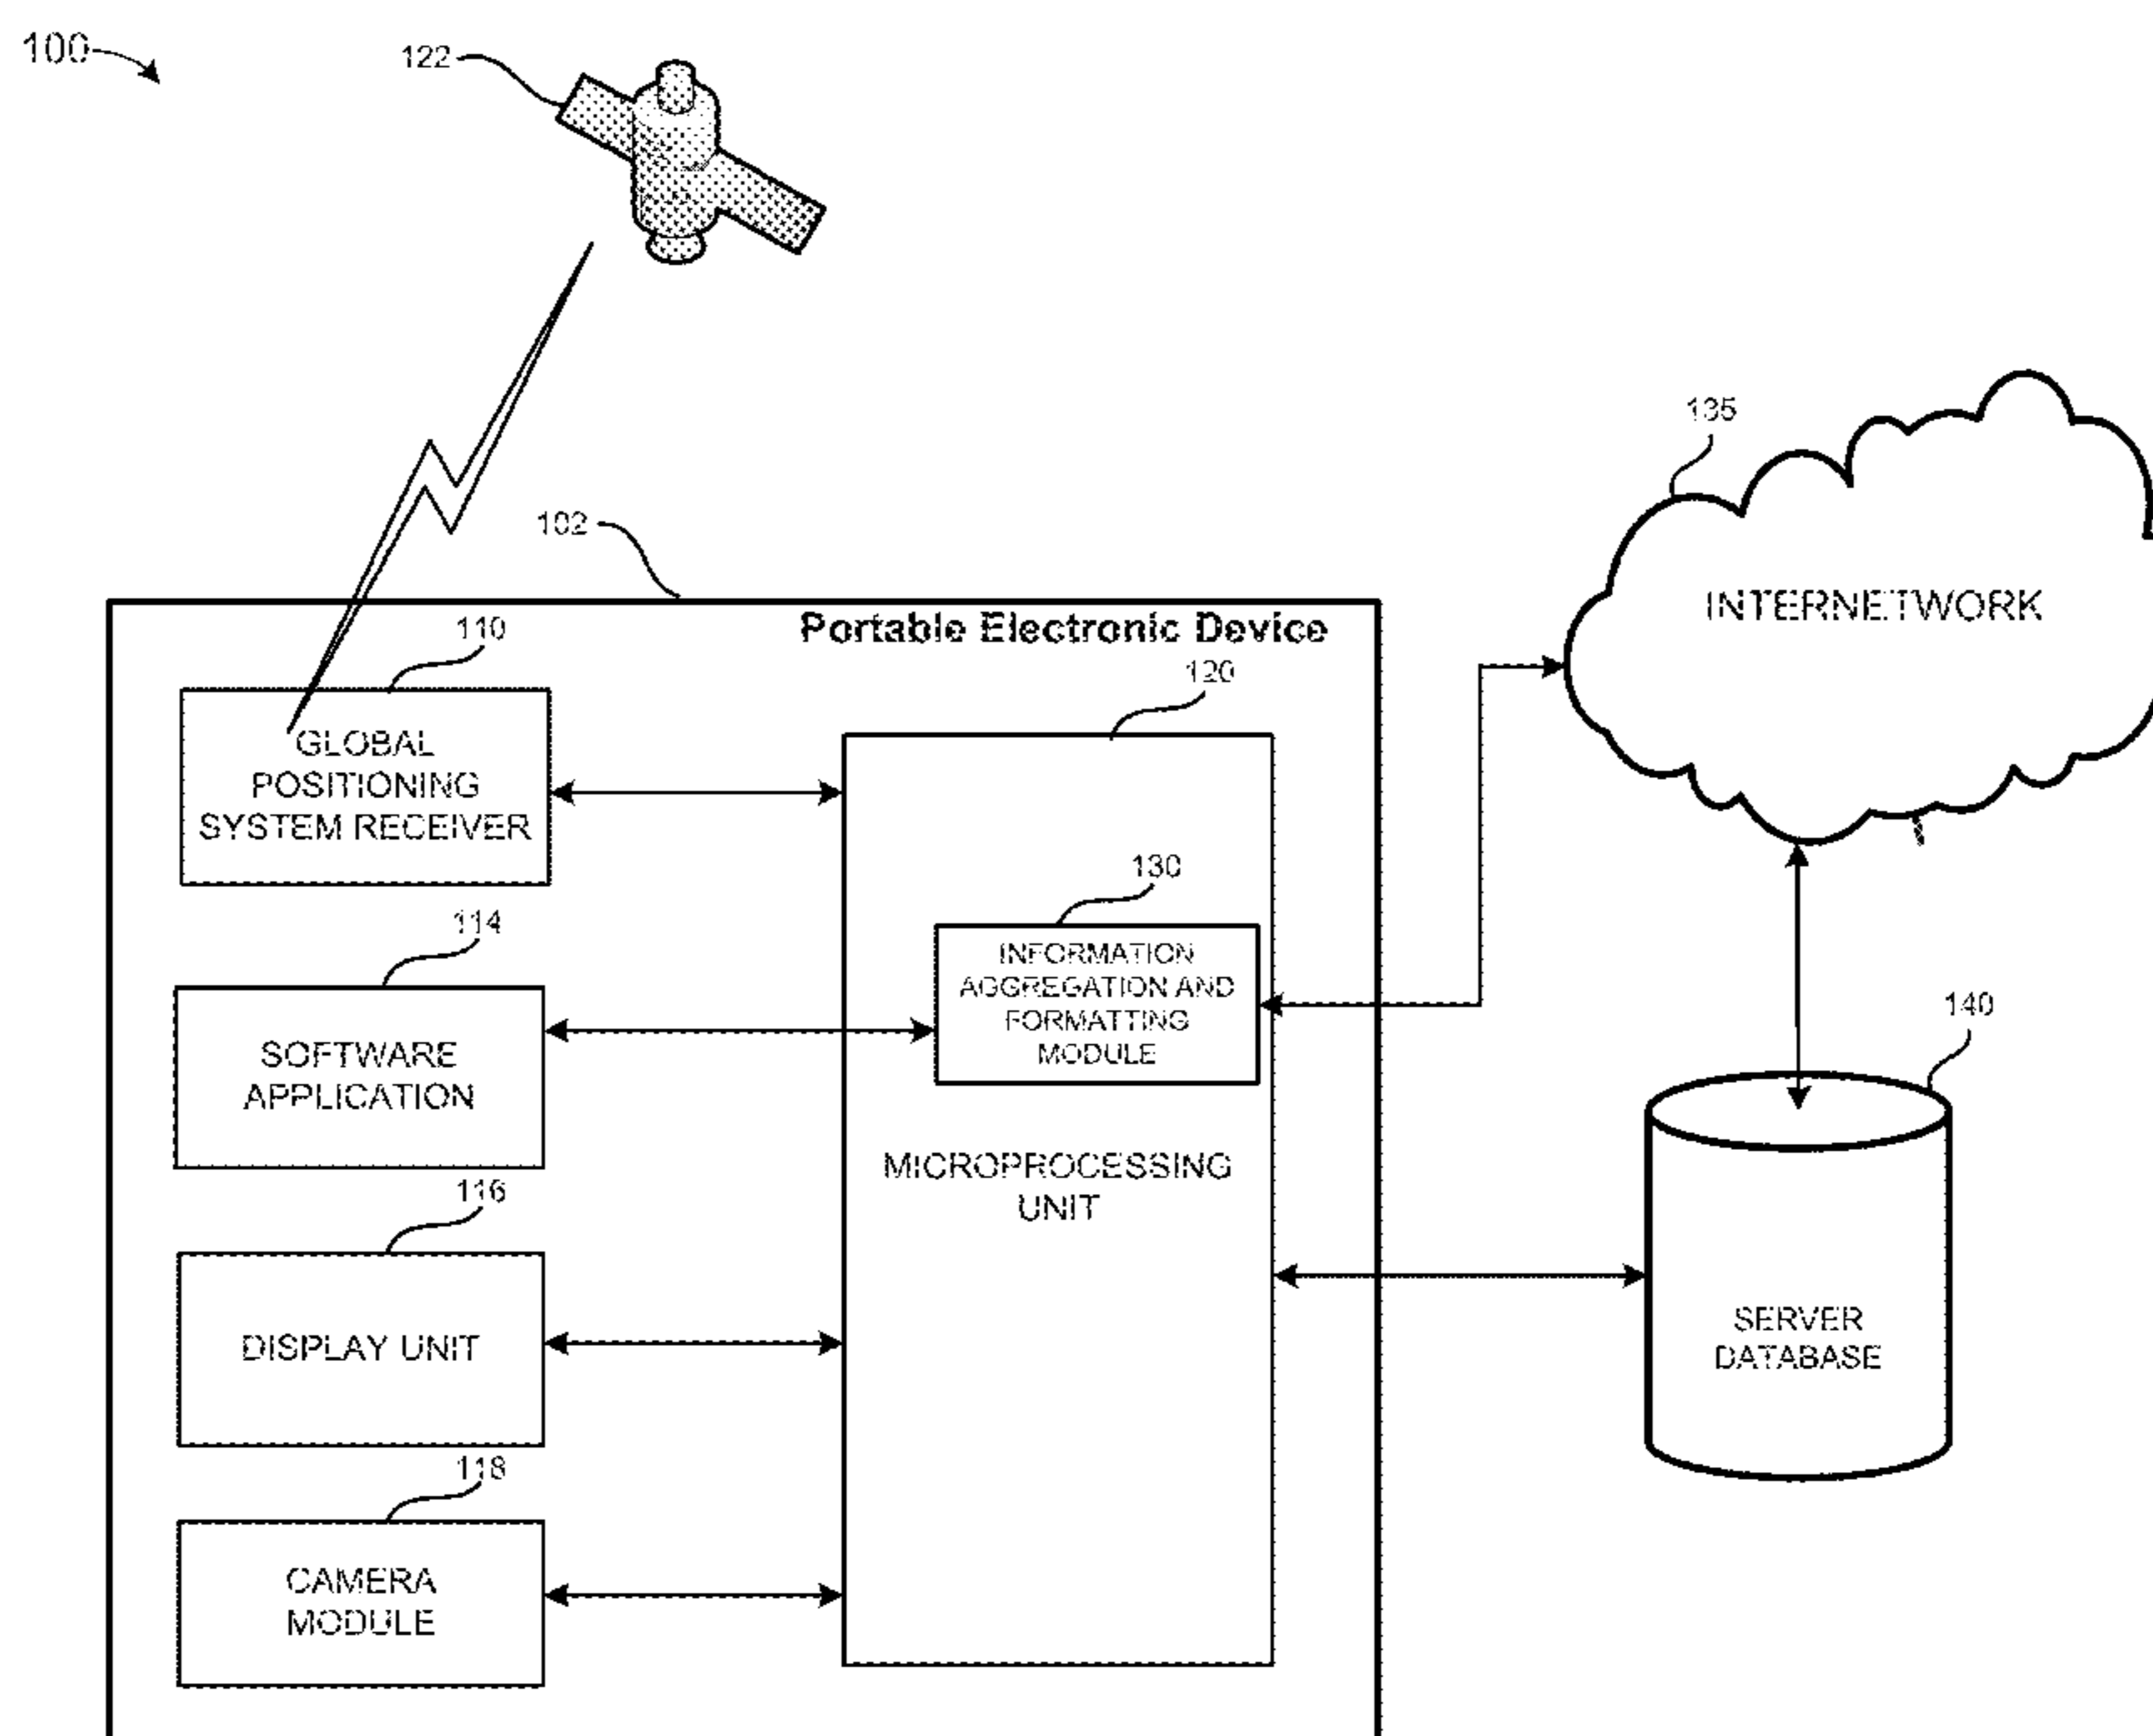 100
122
135
102
Portable Electronic Device
110
120
INTERNETWORK
GLOBAL
POSITIONING
SYSTEM RECEIVER
130
114
INFORMATION
AGGREGATION AND
FORMATTING
MODULE
140
SOFTWARE
APPLICATION
MICROPROCESSING
UNIT
116
SERVER
DATABASE
DISPLAY UNIT
118
CAMERA
MODULE